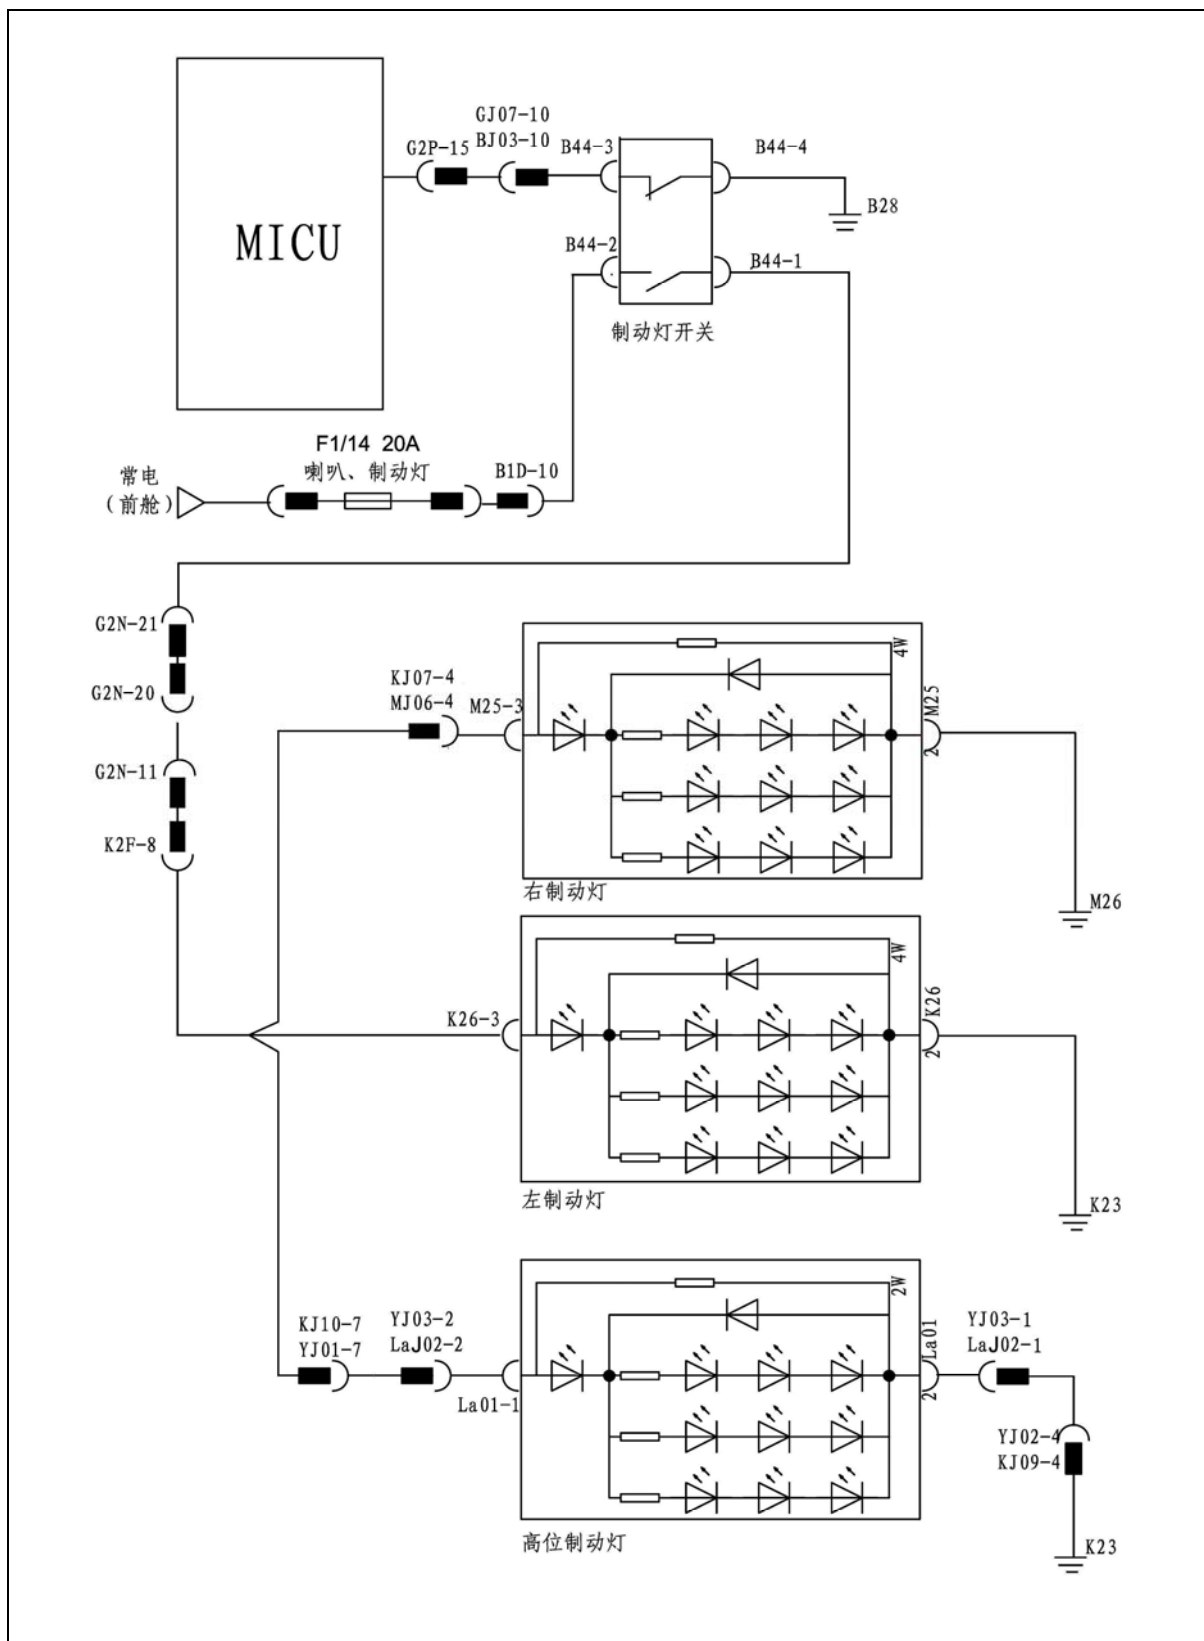 MICU
G2P-15
GJ07-10
BJ03-10
B44-3
B44-4
B28
B44-2
B44-1
制动灯开关
F1/14 20A
喇叭、制动灯
B1D-10
常电
(前舱)
G2N-21
G2N-20
G2N-11
K2F-8
KJ07-4
MJ06-4
M25-3
4W
M25
2
右制动灯
M26
K26-3
4W
K26
2
左制动灯
K23
KJ10-7
YJ01-7
YJ03-2
LaJ02-2
La01-1
2W
La01
2
YJ03-1
LaJ02-1
YJ02-4
KJ09-4
高位制动灯
K23